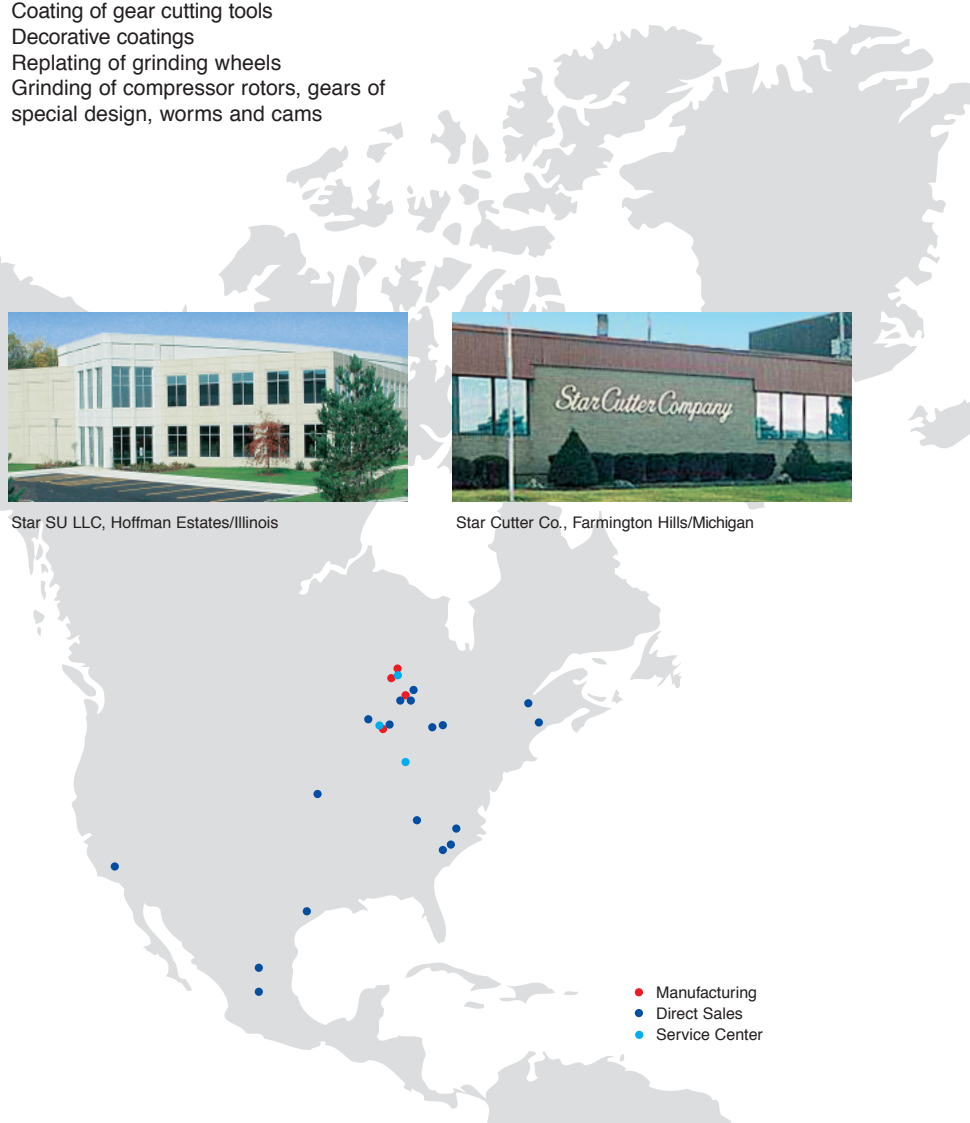 Coating of gear cutting tools
Decorative coatings
Replating of grinding wheels
Grinding of compressor rotors, gears of
special design, worms and cams
Star Cutter Company
Star SU LLC, Hoffman Estates/Illinois
Star Cutter Co., Farmington Hills/Michigan
Manufacturing
Direct Sales
Service Center